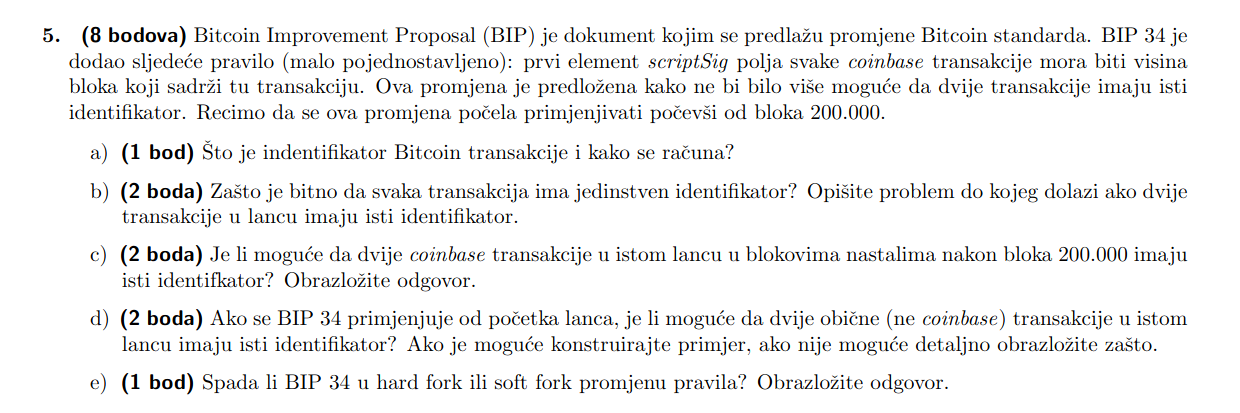 5. (8 bodova) Bitcoin Improvement Proposal (BIP) je dokument kojim se predlažu promjene Bitcoin standarda. BIP 34 je
dodao sljedeće pravilo (malo pojednostavljeno): prvi element scriptSig polja svake coinbase transakcije mora biti visina
bloka koji sadrži tu transakciju. Ova promjena je predložena kako ne bi bilo više moguće da dvije transakcije imaju isti
identifikator. Recimo da se ova promjena počela primjenjivati počevši od bloka 200.000.
a) (1 bod) Što je indentifikator Bitcoin transakcije i kako se računa?
b) (2 boda) Zašto je bitno da svaka transakcija ima jedinstven identifikator? Opišite problem do kojeg dolazi ako dvije
transakcije u lancu imaju isti identifikator.
c) (2 boda) Je li moguće da dvije coinbase transakcije u istom lancu u blokovima nastalima nakon bloka 200.000 imaju
isti identifkator? Obrazložite odgovor.
d) (2 boda) Ako se BIP 34 primjenjuje od početka lanca, je li moguće da dvije obične (ne coinbase) transakcije u istom
lancu imaju isti identifikator? Ako je moguće konstruirajte primjer, ako nije moguće detaljno obrazložite zašto.
e) (1 bod) Spada li BIP 34 u hard fork ili soft fork promjenu pravila? Obrazložite odgovor.